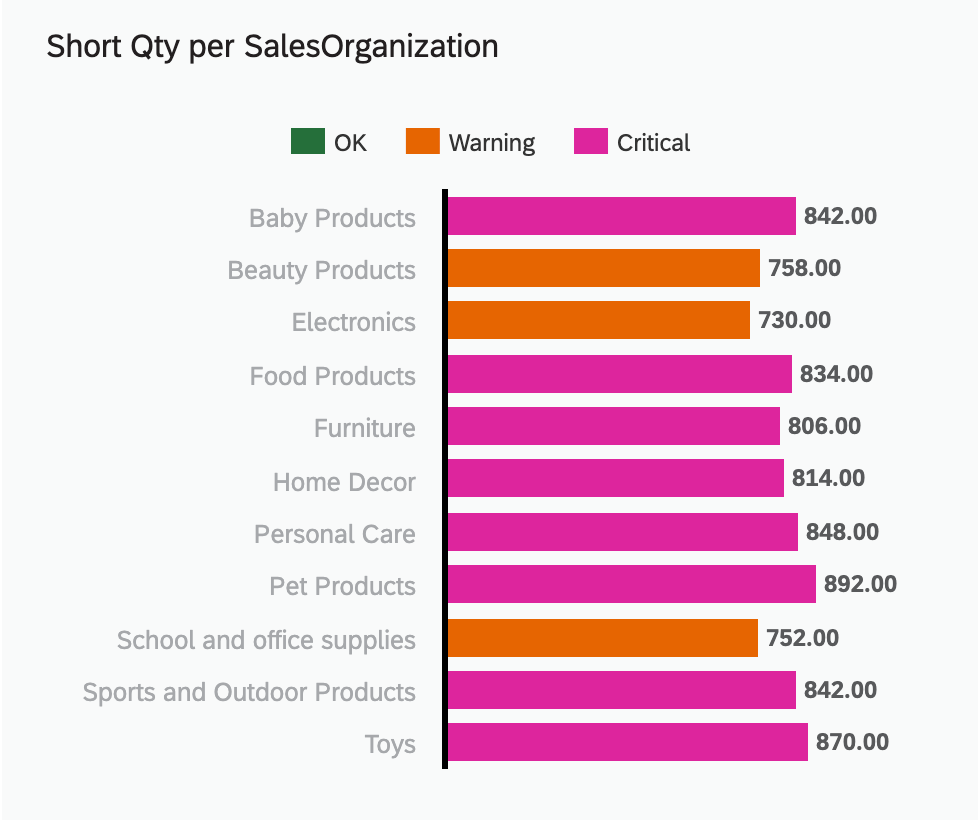 Short Qty per SalesOrganization
OK Warning Critical
Baby Products 842.00
Beauty Products 758.00
Electronics 730.00
Food Products 834.00
Furniture 806.00
Home Decor 814.00
Personal Care 848.00
Pet Products 892.00
School and office supplies 752.00
Sports and Outdoor Products 842.00
Toys 870.00